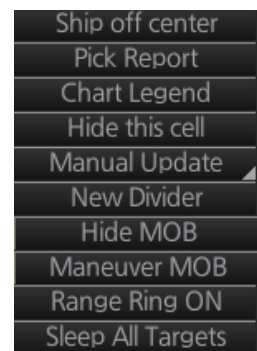 Ship off center
Pick Report
Chart Legend
Hide this cell
Manual Update
New Divider
Hide MOB
Maneuver MOB
Range Ring ON
Sleep All Targets